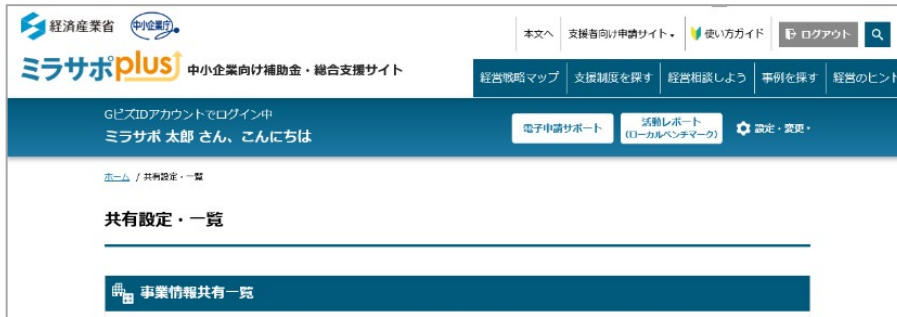 経済産業省 中小企業庁
本文へ 支援者向け申請サイト 使い方ガイド ログアウト
ミラサポplus 中小企業向け補助金・総合支援サイト
経営戦略マップ 支援制度を探す 経営相談しよう 事例を探す 経営のヒント
GビズIDアカウントでログイン中
ミラサポ 太郎 さん、こんにちは
電子申請サポート
活動レポート
(ローカルベンチマーク)
設定・変更
ホーム / 共有設定・一覧
共有設定・一覧
事業情報共有一覧